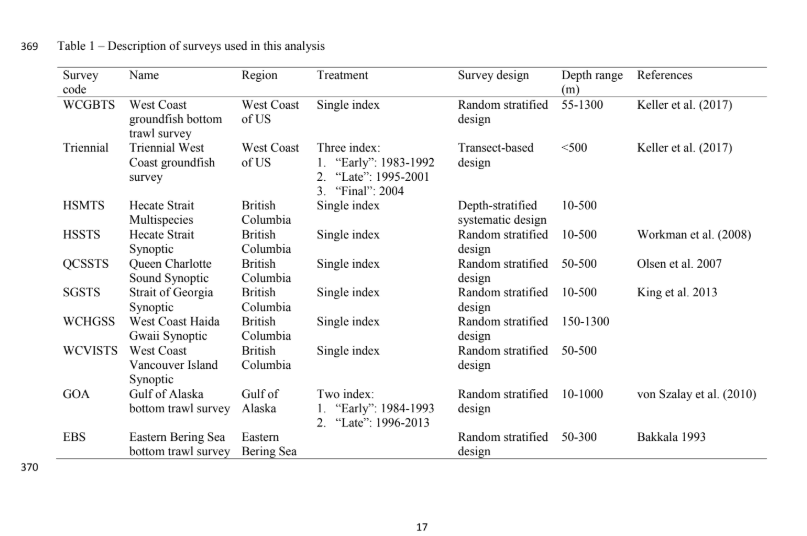 369 Table 1 – Description of surveys used in this analysis
Survey code Name Region Treatment Survey design Depth range (m) References
WCGBTS West Coast groundfish bottom trawl survey West Coast of US Single index Random stratified design 55-1300 Keller et al. (2017)
Triennial Triennial West Coast groundfish survey West Coast of US Three index: Transect-based design <500 Keller et al. (2017)
1. “Early”: 1983-1992
2. “Late”: 1995-2001
3. “Final”: 2004
HSMTS Hecate Strait Multispecies British Columbia Single index Depth-stratified systematic design 10-500
HSSTS Hecate Strait Synoptic British Columbia Single index Random stratified design 10-500 Workman et al. (2008)
QCSSTS Queen Charlotte Sound Synoptic British Columbia Single index Random stratified design 50-500 Olsen et al. 2007
SGSTS Strait of Georgia Synoptic British Columbia Single index Random stratified design 10-500 King et al. 2013
WCHGSS West Coast Haida Gwaii Synoptic British Columbia Single index Random stratified design 150-1300
WCVISTS West Coast Vancouver Island Synoptic British Columbia Single index Random stratified design 50-500
GOA Gulf of Alaska bottom trawl survey Gulf of Alaska Two index: Random stratified design 10-1000 von Szalay et al. (2010)
1. “Early”: 1984-1993
2. “Late”: 1996-2013
EBS Eastern Bering Sea bottom trawl survey Eastern Bering Sea Random stratified design 50-300 Bakkala 1993
370
17